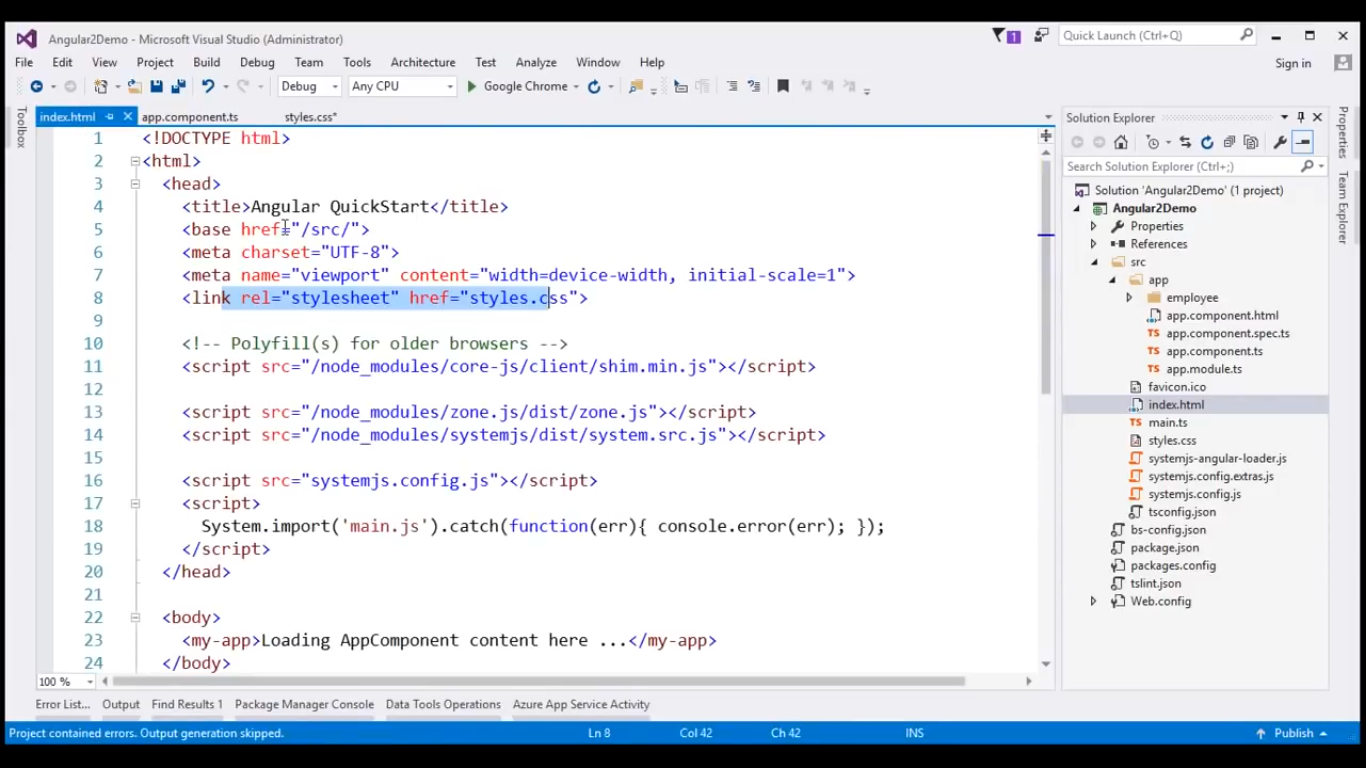 Angular2Demo - Microsoft Visual Studio (Administrator)
1
Quick Launch (Ctrl+Q)
File Edit View Project Build Debug Team Tools Architecture Test Analyze Window Help
Sign in
Debug Any CPU Google Chrome
Toolbox
index.html app.component.ts styles.css*
1 <!DOCTYPE html>
2 <html>
3 <head>
4 <title>Angular QuickStart</title>
5 <base href="/src/">
6 <meta charset="UTF-8">
7 <meta name="viewport" content="width=device-width, initial-scale=1">
8 <link rel="stylesheet" href="styles.css">
9
10 <!-- Polyfill(s) for older browsers -->
11 <script src="/node_modules/core-js/client/shim.min.js"></script>
12
13 <script src="/node_modules/zone.js/dist/zone.js"></script>
14 <script src="/node_modules/systemjs/dist/system.src.js"></script>
15
16 <script src="systemjs.config.js"></script>
17 <script>
18 System.import('main.js').catch(function(err){ console.error(err); });
19 </script>
20 </head>
21
22 <body>
23 <my-app>Loading AppComponent content here ...</my-app>
24 </body>
100 %
Solution Explorer
Search Solution Explorer (Ctrl+;)
Solution 'Angular2Demo' (1 project)
Angular2Demo
Properties
References
src
app
employee
app.component.html
app.component.spec.ts
app.component.ts
app.module.ts
favicon.ico
index.html
main.ts
styles.css
systemjs-angular-loader.js
systemjs.config.extras.js
systemjs.config.js
tsconfig.json
bs-config.json
package.json
packages.config
tslint.json
Web.config
Properties
Team Explorer
Error List... Output Find Results 1 Package Manager Console Data Tools Operations Azure App Service Activity
Project contained errors. Output generation skipped. Ln 8 Col 42 Ch 42 INS Publish